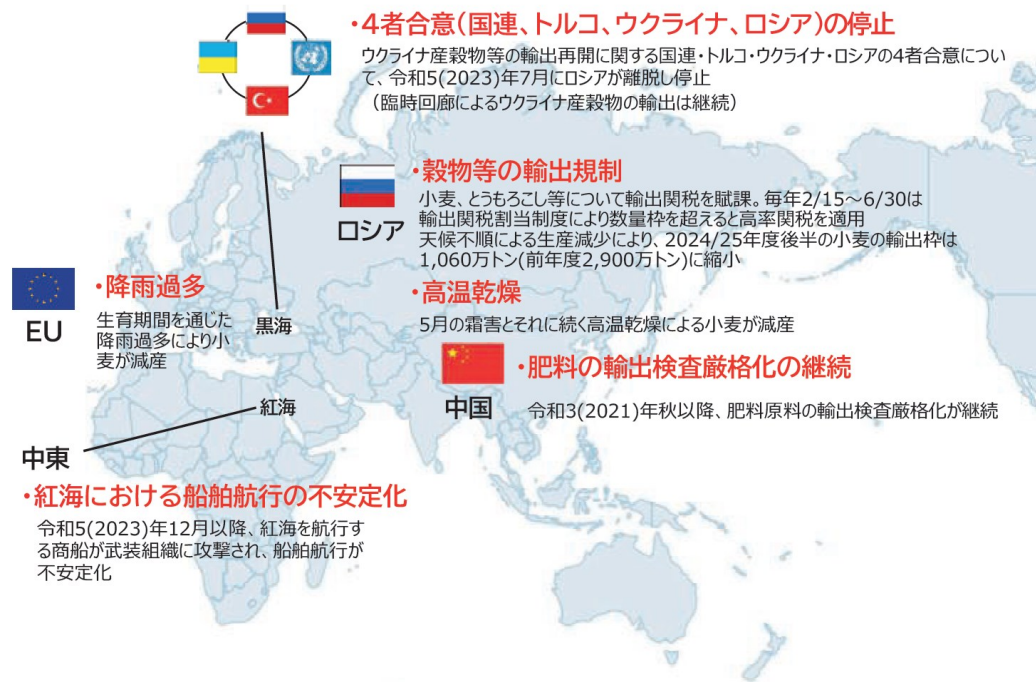 ・4者合意(国連、トルコ、ウクライナ、ロシア)の停止
ウクライナ産穀物等の輸出再開に関する国連・トルコ・ウクライナ・ロシアの4者合意につい
て、令和5(2023)年7月にロシアが離脱し停止
（臨時回廊によるウクライナ産穀物の輸出は継続）
ロシア
・穀物等の輸出規制
小麦、とうもろこし等について輸出関税を賦課。毎年2/15～6/30は
輸出関税割当制度により数量枠を超えると高率関税を適用
天候不順による生産減少により、2024/25年度後半の小麦の輸出枠は
1,060万トン(前年度2,900万トン)に縮小
・高温乾燥
5月の霜害とそれに続く高温乾燥による小麦が減産
EU
・降雨過多
生育期間を通じた
降雨過多により小
麦が減産
黒海
中国
・肥料の輸出検査厳格化の継続
令和3(2021)年秋以降、肥料原料の輸出検査厳格化が継続
紅海
中東
・紅海における船舶航行の不安定化
令和5(2023)年12月以降、紅海を航行す
る商船が武装組織に攻撃され、船舶航行が
不安定化